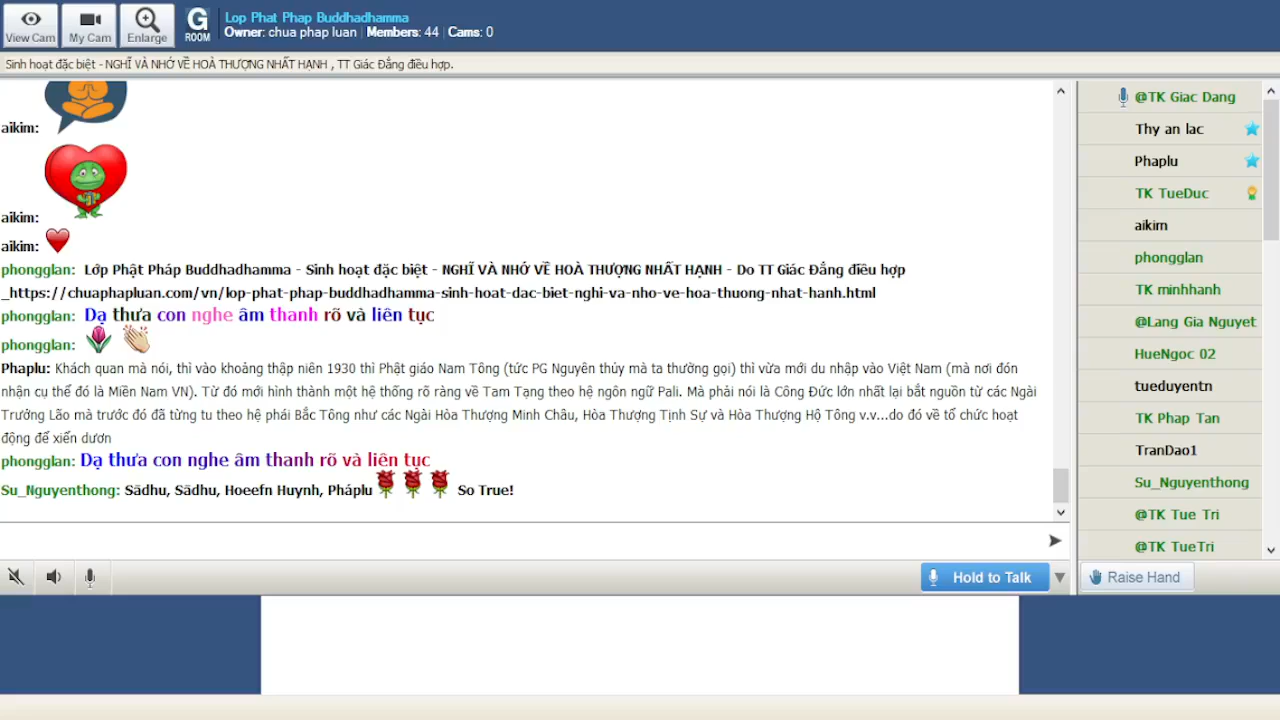 View Cam
My Cam
Enlarge
G
ROOM
Lop Phat Phap Buddhadhamma
Owner: chua phap luan | Members: 44 | Cams: 0
Sinh hoạt đặc biệt - NGHĨ VÀ NHỚ VỀ HOÀ THƯỢNG NHẤT HẠNH , TT Giác Đẳng điều hợp.
aikim:
aikim:
aikim:
phongglan: Lớp Phật Pháp Buddhadhamma - Sinh hoạt đặc biệt - NGHĨ VÀ NHỚ VỀ HOÀ THƯỢNG NHẤT HẠNH - Do TT Giác Đẳng điều hợp
_https://chuaphapluan.com/vn/lop-phat-phap-buddhadhamma-sinh-hoat-dac-biet-nghi-va-nho-ve-hoa-thuong-nhat-hanh.html
phongglan: Dạ thưa con nghe âm thanh rõ và liên tục
phongglan:
Phaplu: Khách quan mà nói, thì vào khoảng thập niên 1930 thì Phật giáo Nam Tông (tức PG Nguyên thủy mà ta thường gọi) thì vừa mới du nhập vào Việt Nam (mà nơi đón
nhận cụ thể đó là Miền Nam VN). Từ đó mới hình thành một hệ thống rõ ràng về Tam Tạng theo hệ ngôn ngữ Pali. Mà phải nói là Công Đức lớn nhất lại bắt nguồn từ các Ngài
Trưởng Lão mà trước đó đã từng tu theo hệ phái Bắc Tông như các Ngài Hòa Thượng Minh Châu, Hòa Thượng Tịnh Sự và Hòa Thượng Hộ Tông v.v...do đó về tổ chức hoạt
động để xiển dươn
phongglan: Dạ thưa con nghe âm thanh rõ và liên tục
Su_Nguyenthong: Sādhu, Sādhu, Hoeefn Huynh, Pháplu So True!
Hold to Talk
@TK Giac Dang
Thy an lac
Phaplu
TK TueDuc
aikim
phongglan
TK minhhanh
@Lang Gia Nguyet
HueNgoc 02
tueduyentn
TK Phap Tan
TranDao1
Su_Nguyenthong
@TK Tue Tri
@TK TueTri
Raise Hand